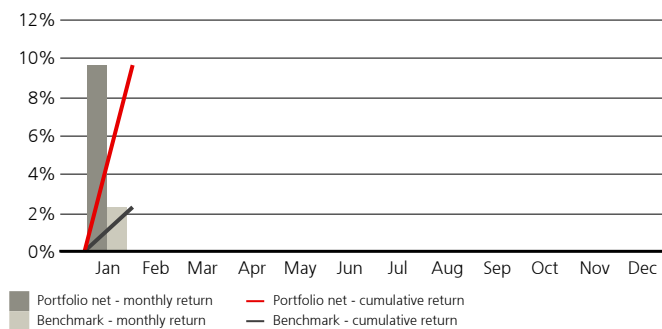 12%
10%
8%
6%
4%
2%
0%
Jan Feb Mar Apr May Jun Jul Aug Sep Oct Nov Dec
Portfolio net - monthly return Portfolio net - cumulative return
Benchmark - monthly return Benchmark - cumulative return